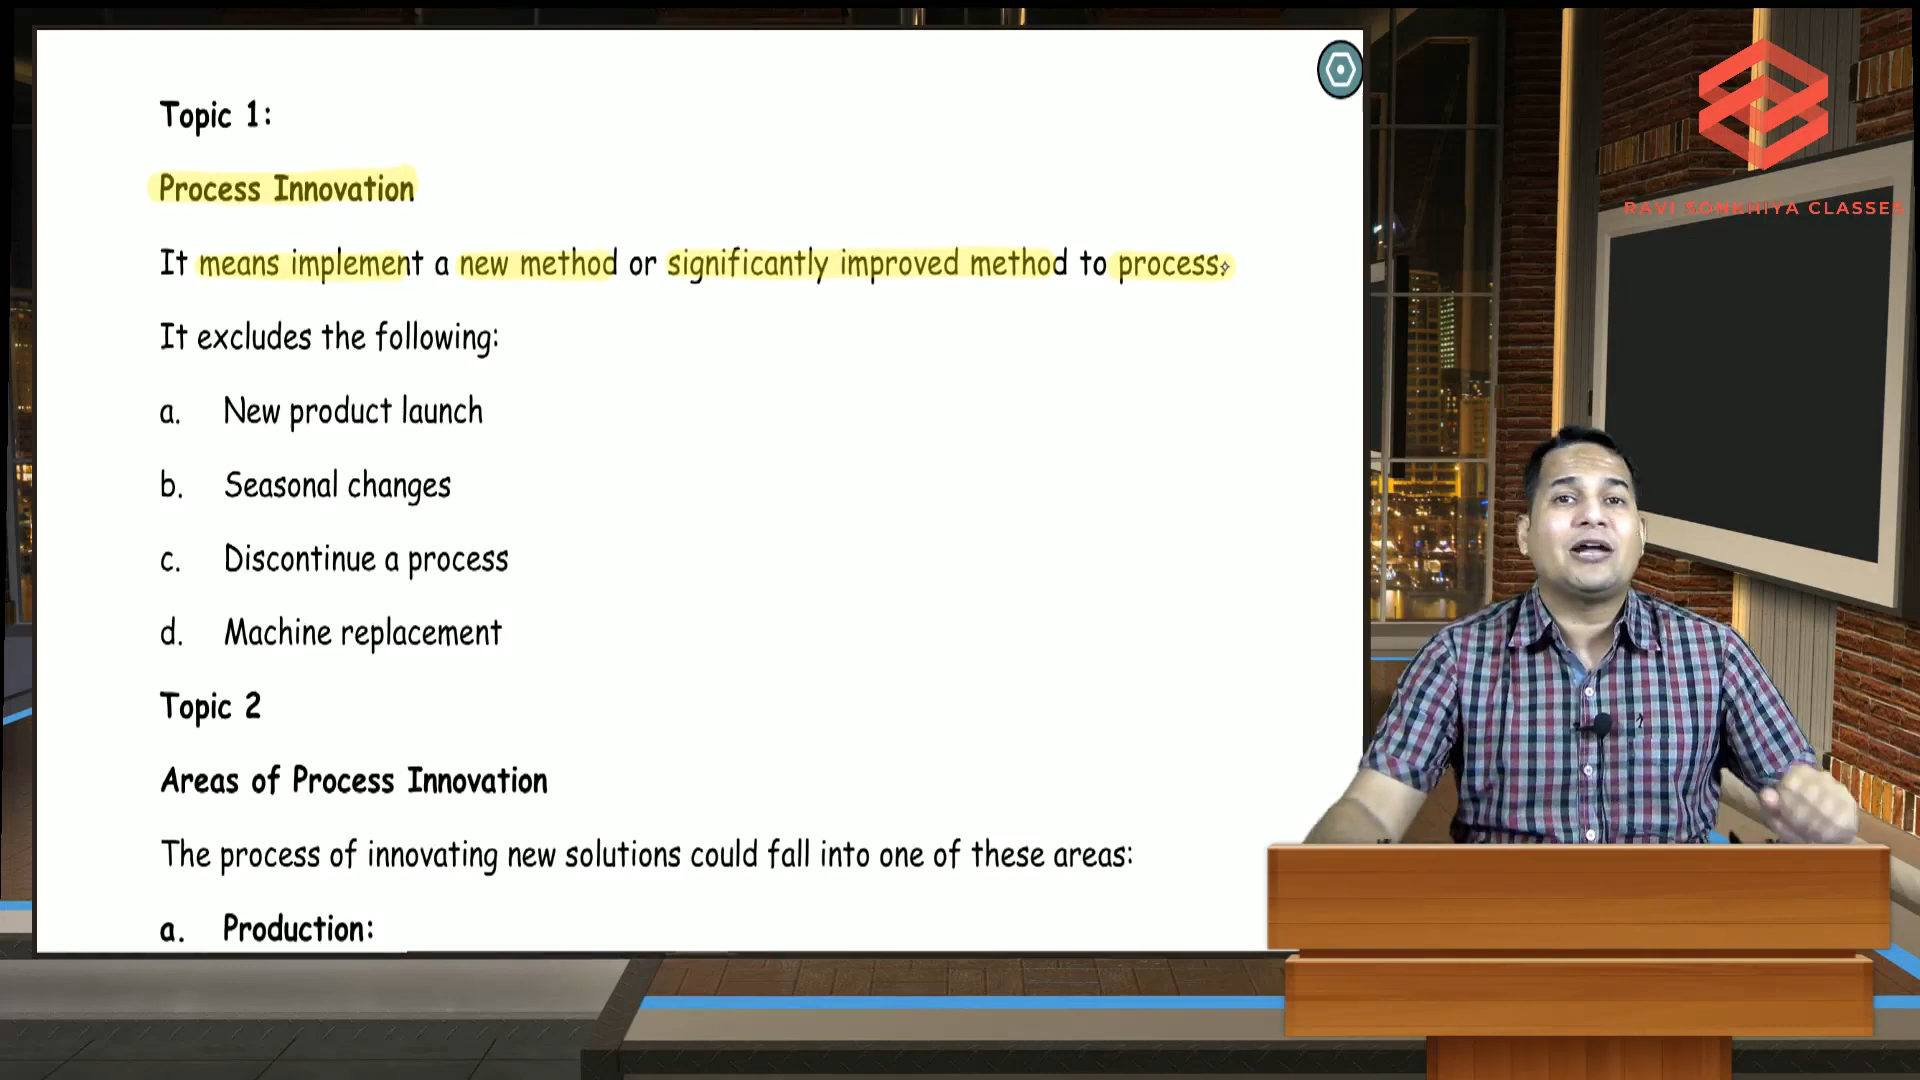 Topic 1:
Process Innovation
It means implement a new method or significantly improved method to process.
It excludes the following:
a. New product launch
b. Seasonal changes
c. Discontinue a process
d. Machine replacement
Topic 2
Areas of Process Innovation
The process of innovating new solutions could fall into one of these areas:
a. Production:
RAVI SONKHIYA CLASSES